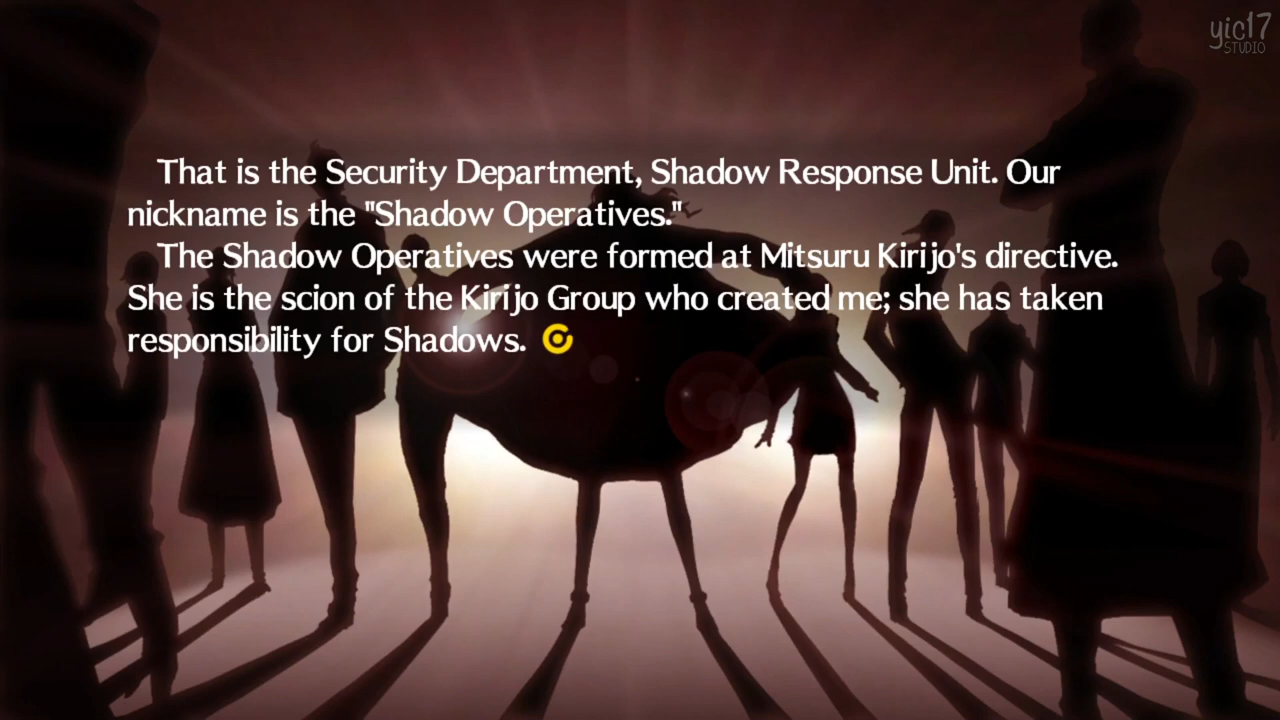 yic17
STUDIO
That is the Security Department, Shadow Response Unit. Our
nickname is the "Shadow Operatives."
The Shadow Operatives were formed at Mitsuru Kirijo's directive.
She is the scion of the Kirijo Group who created me; she has taken
responsibility for Shadows.